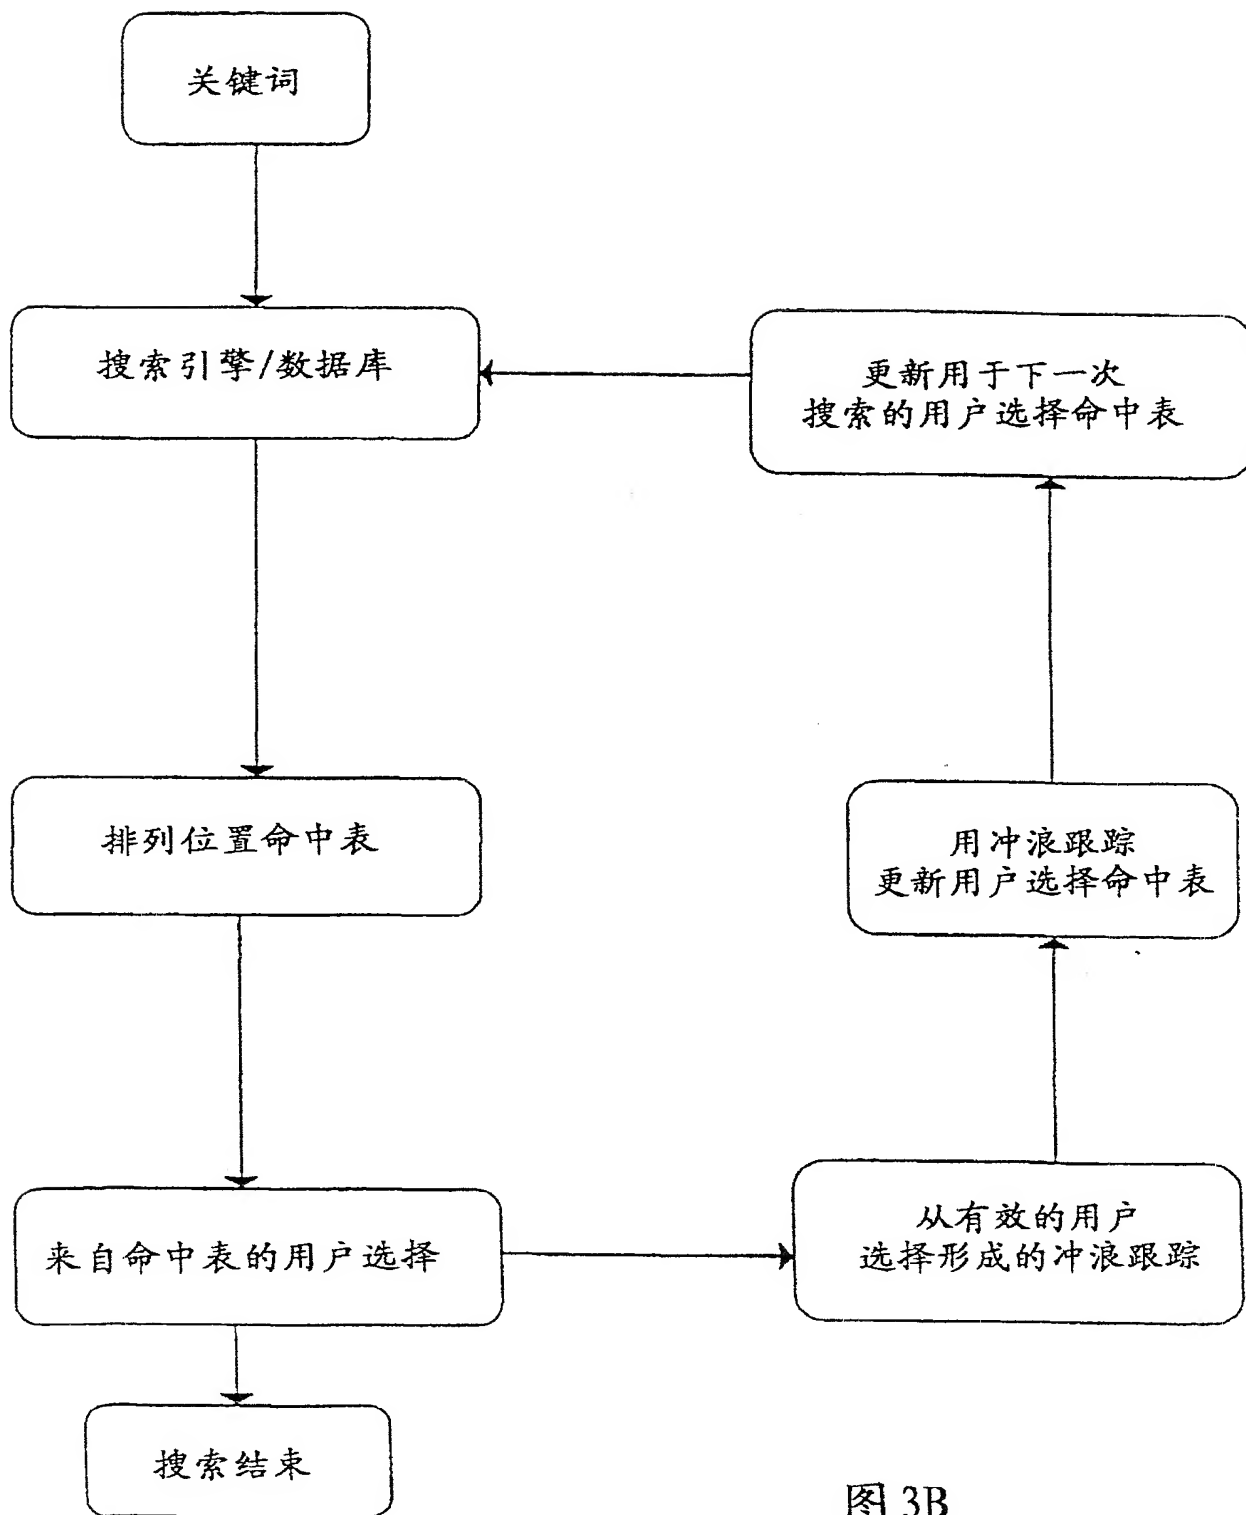 关键词
搜索引擎/数据库
更新用于下一次
搜索的用户选择命中表
排列位置命中表
用冲浪跟踪
更新用户选择命中表
来自命中表的用户选择
从有效的用户
选择形成的冲浪跟踪
搜索结束
图 3B